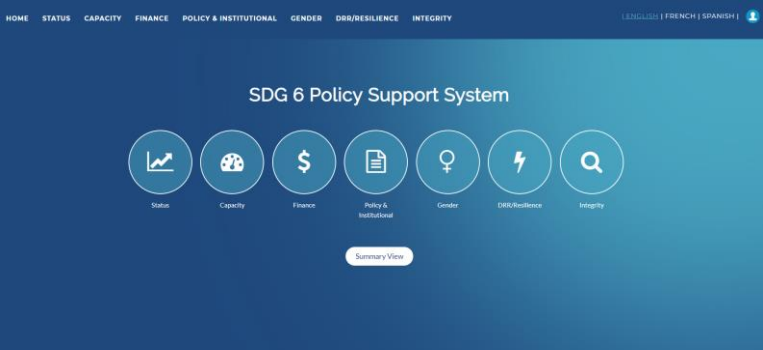 HOME STATUS CAPACITY FINANCE POLICY & INSTITUTIONAL GENDER DRR/RESILIENCE INTEGRITY | ENGLISH | FRENCH | SPANISH |
SDG 6 Policy Support System
Status Capacity Finance Policy & Gender DRR/Resilience Integrity
Institutional
Summary View